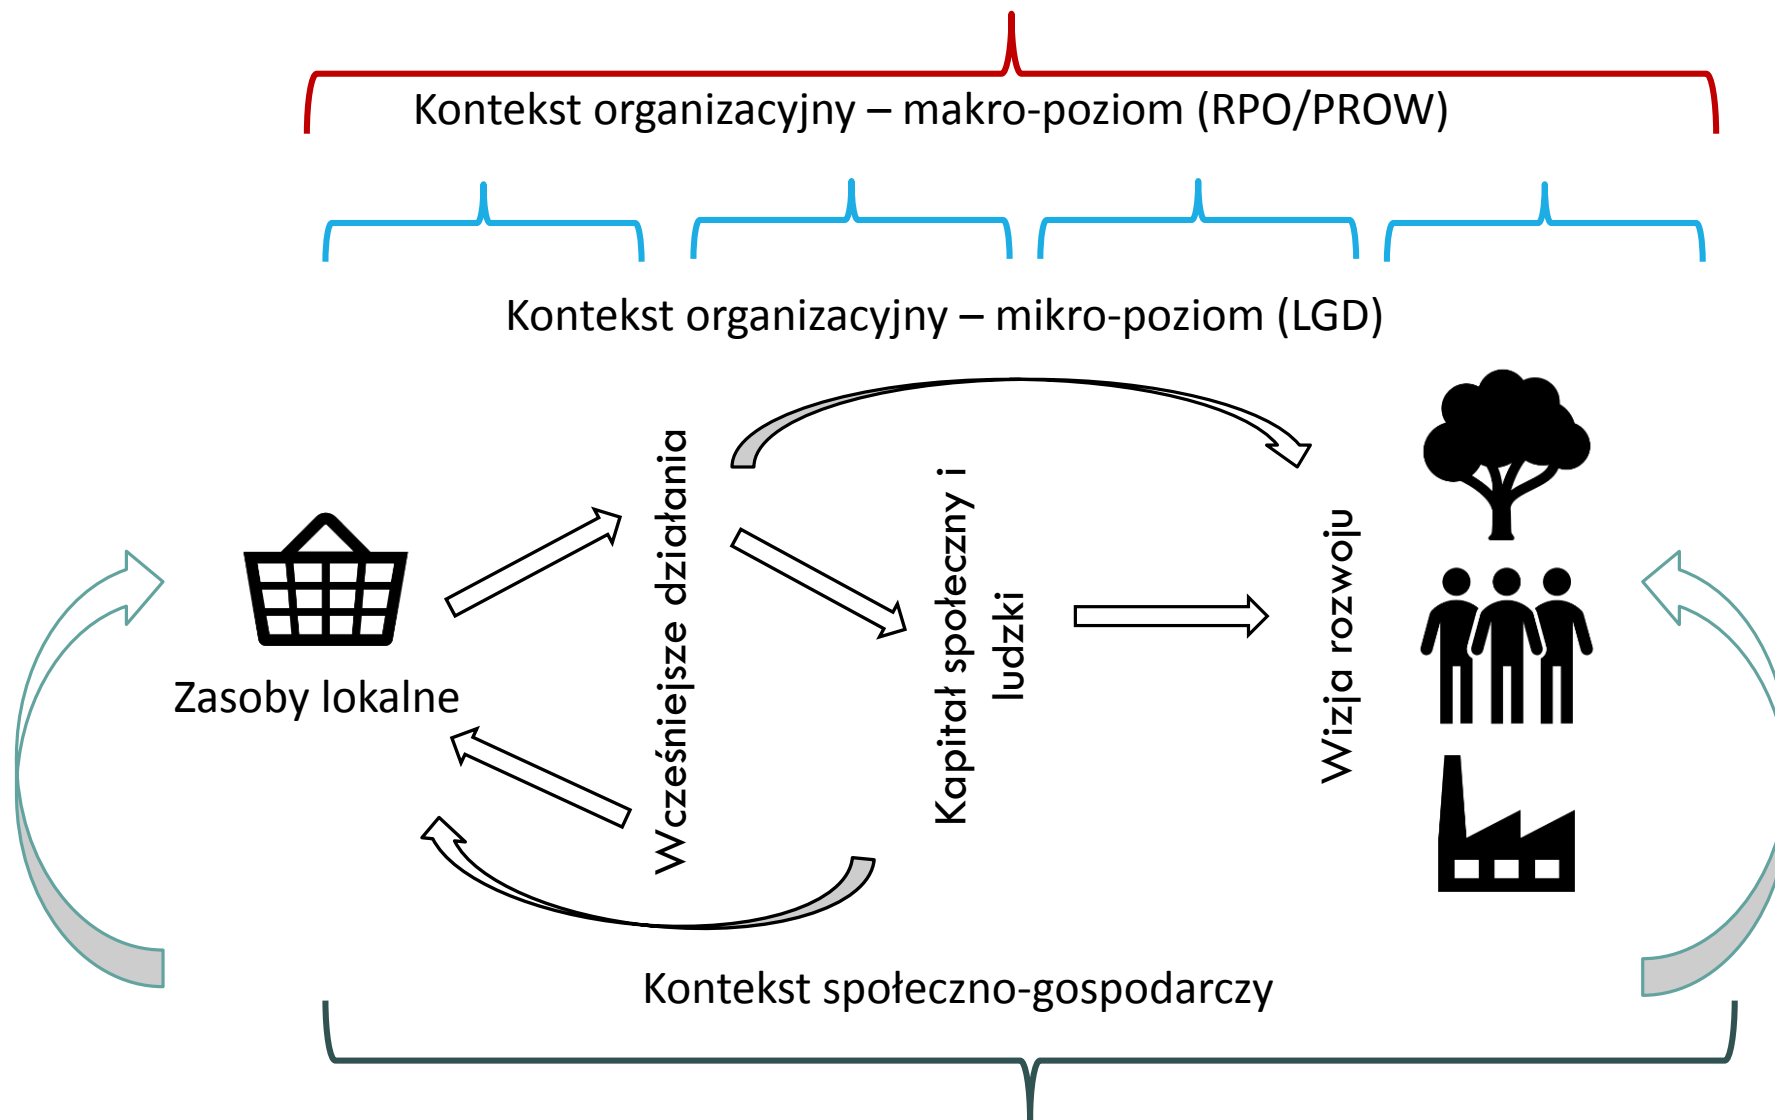 Kontekst organizacyjny – makro-poziom (RPO/PROW)
Kontekst organizacyjny – mikro-poziom (LGD)
Zasoby lokalne
Wcześniejsze działania
Kapitał społeczny i
ludzki
Wizja rozwoju
Kontekst społeczno-gospodarczy